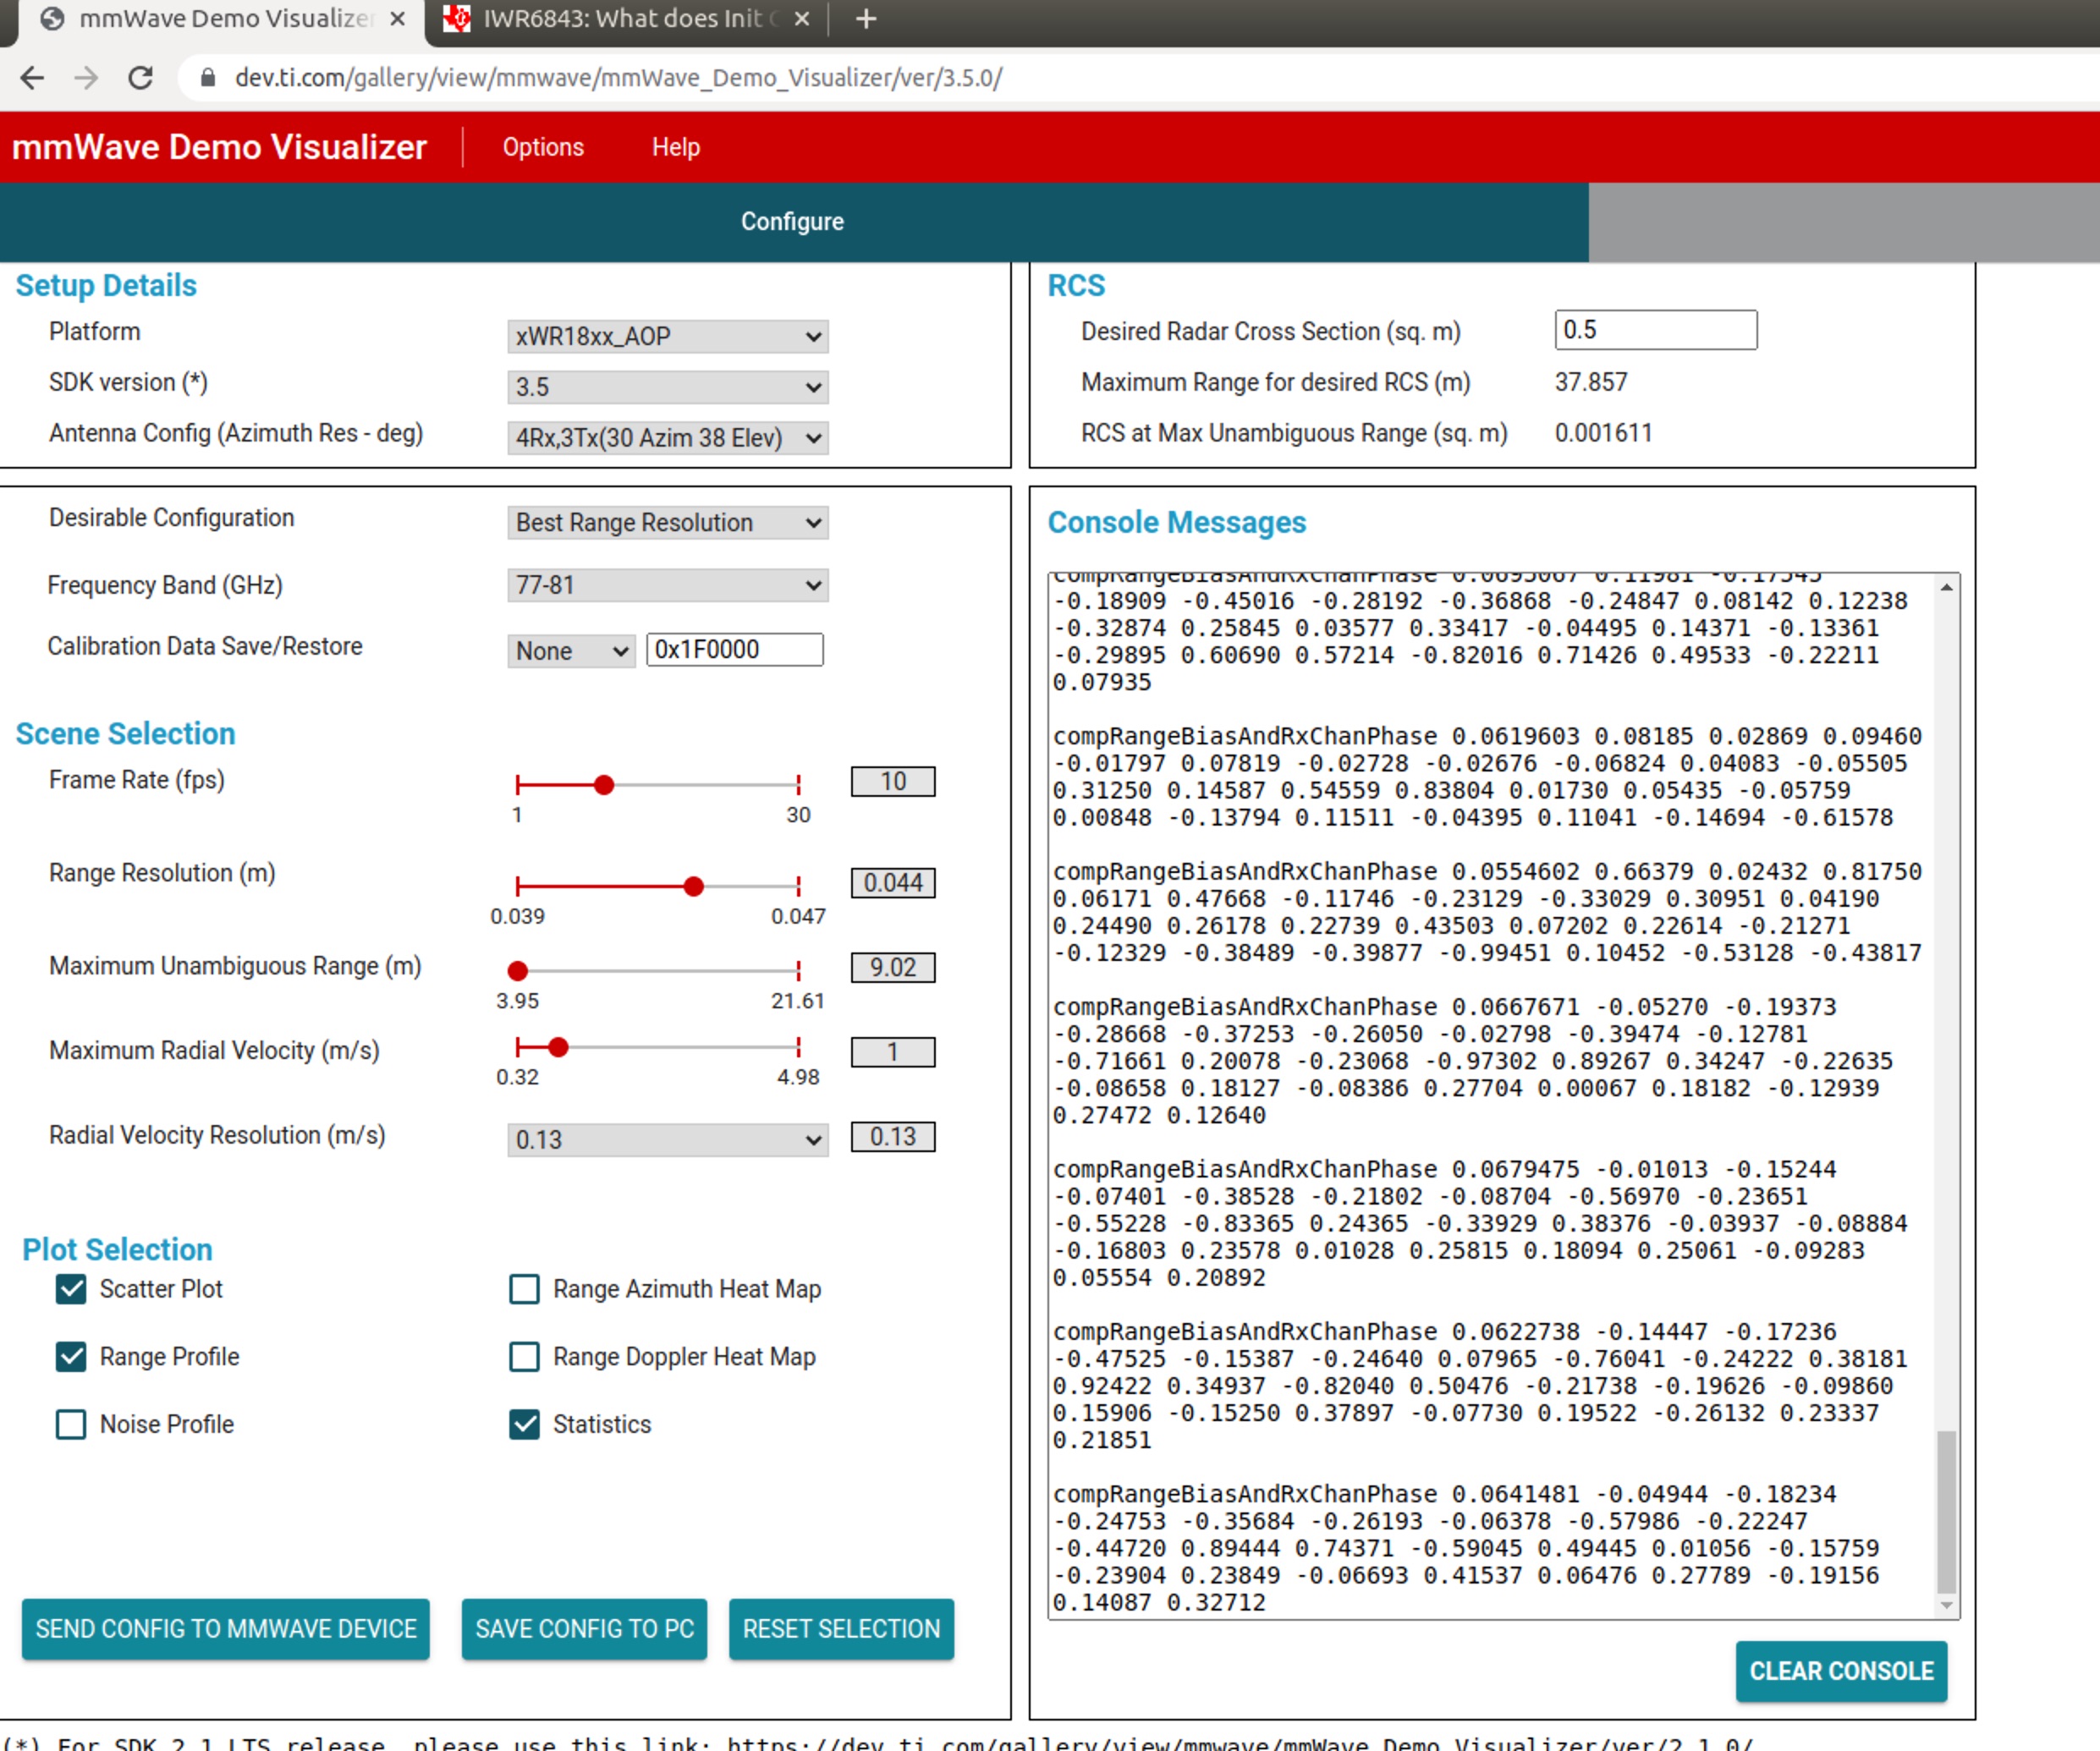 mmWave Demo Visualizer
IWR6843: What does Init
dev.ti.com/gallery/view/mmwave/mmWave_Demo_Visualizer/ver/3.5.0/
mmWave Demo Visualizer
Options
Help
Configure
Setup Details
Platform
xWR18xx_AOP
SDK version (*)
3.5
Antenna Config (Azimuth Res - deg)
4Rx,3Tx(30 Azim 38 Elev)
RCS
Desired Radar Cross Section (sq. m)
0.5
Maximum Range for desired RCS (m)
37.857
RCS at Max Unambiguous Range (sq. m)
0.001611
Desirable Configuration
Best Range Resolution
Frequency Band (GHz)
77-81
Calibration Data Save/Restore
None
0x1F0000
Scene Selection
Frame Rate (fps)
10
1
30
Range Resolution (m)
0.044
0.039
0.047
Maximum Unambiguous Range (m)
9.02
3.95
21.61
Maximum Radial Velocity (m/s)
1
0.32
4.98
Radial Velocity Resolution (m/s)
0.13
0.13
Plot Selection
Scatter Plot
Range Azimuth Heat Map
Range Profile
Range Doppler Heat Map
Noise Profile
Statistics
SEND CONFIG TO MMWAVE DEVICE
SAVE CONFIG TO PC
RESET SELECTION
Console Messages
compRangeBiasAndRxChanPhase 0.0695067 0.11981 -0.17545
-0.18909 -0.45016 -0.28192 -0.36868 -0.24847 0.08142 0.12238
-0.32874 0.25845 0.03577 0.33417 -0.04495 0.14371 -0.13361
-0.29895 0.60690 0.57214 -0.82016 0.71426 0.49533 -0.22211
0.07935
compRangeBiasAndRxChanPhase 0.0619603 0.08185 0.02869 0.09460
-0.01797 0.07819 -0.02728 -0.02676 -0.06824 0.04083 -0.05505
0.31250 0.14587 0.54559 0.83804 0.01730 0.05435 -0.05759
0.00848 -0.13794 0.11511 -0.04395 0.11041 -0.14694 -0.61578
compRangeBiasAndRxChanPhase 0.0554602 0.66379 0.02432 0.81750
0.06171 0.47668 -0.11746 -0.23129 -0.33029 0.30951 0.04190
0.24490 0.26178 0.22739 0.43503 0.07202 0.22614 -0.21271
-0.12329 -0.38489 -0.39877 -0.99451 0.10452 -0.53128 -0.43817
compRangeBiasAndRxChanPhase 0.0667671 -0.05270 -0.19373
-0.28668 -0.37253 -0.26050 -0.02798 -0.39474 -0.12781
-0.71661 0.20078 -0.23068 -0.97302 0.89267 0.34247 -0.22635
-0.08658 0.18127 -0.08386 0.27704 0.00067 0.18182 -0.12939
0.27472 0.12640
compRangeBiasAndRxChanPhase 0.0679475 -0.01013 -0.15244
-0.07401 -0.38528 -0.21802 -0.08704 -0.56970 -0.23651
-0.55228 -0.83365 0.24365 -0.33929 0.38376 -0.03937 -0.08884
-0.16803 0.23578 0.01028 0.25815 0.18094 0.25061 -0.09283
0.05554 0.20892
compRangeBiasAndRxChanPhase 0.0622738 -0.14447 -0.17236
-0.47525 -0.15387 -0.24640 0.07965 -0.76041 -0.24222 0.38181
0.92422 0.34937 -0.82040 0.50476 -0.21738 -0.19626 -0.09860
0.15906 -0.15250 0.37897 -0.07730 0.19522 -0.26132 0.23337
0.21851
compRangeBiasAndRxChanPhase 0.0641481 -0.04944 -0.18234
-0.24753 -0.35684 -0.26193 -0.06378 -0.57986 -0.22247
-0.44720 0.89444 0.74371 -0.59045 0.49445 0.01056 -0.15759
-0.23904 0.23849 -0.06693 0.41537 0.06476 0.27789 -0.19156
0.14087 0.32712
CLEAR CONSOLE
(*) For SDK 2.1 LTS release, please use this link: https://dev.ti.com/gallery/view/mmwave/mmWave_Demo_Visualizer/ver/2.1.0/